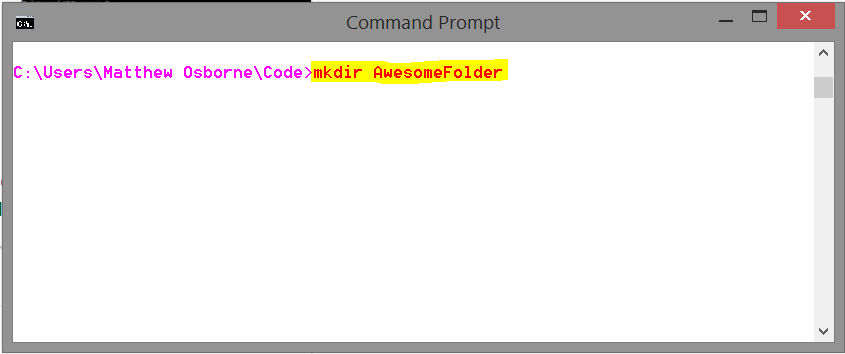 Command Prompt
C:\Users\Matthew Osborne\Code>mkdir AwesomeFolder